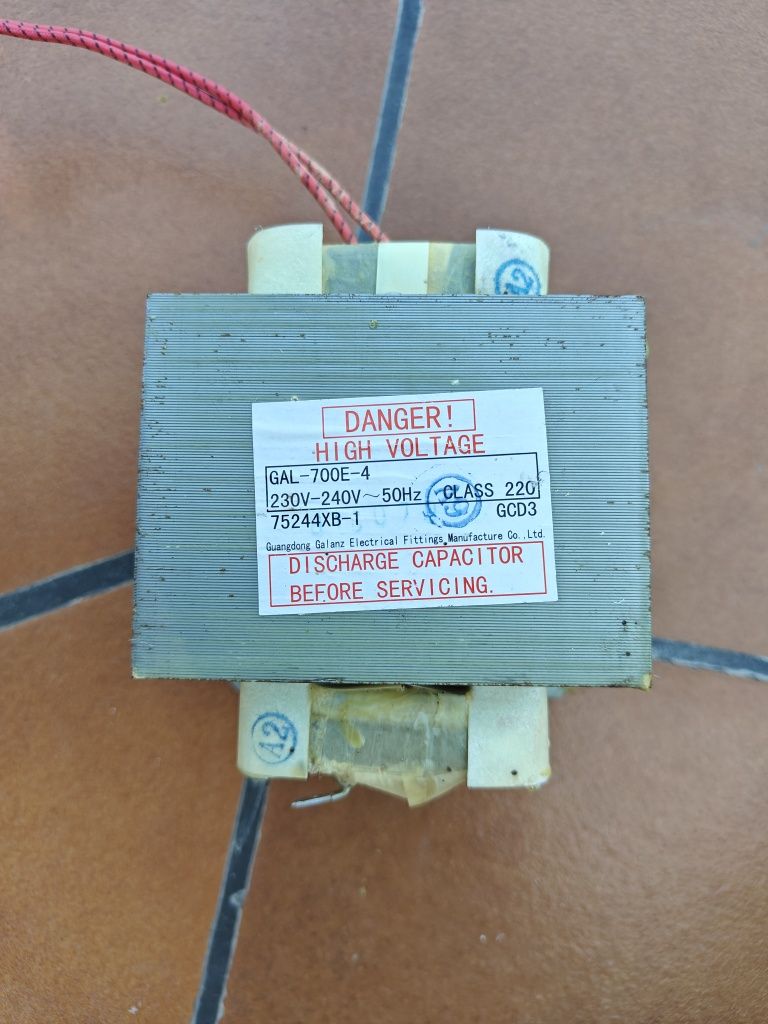 DANGER!
HIGH VOLTAGE
GAL-700E-4
230V-240V~50Hz CLASS 220
75244XB-1 GCD3
Guangdong Galanz Electrical Fittings Manufacture Co.,Ltd.
DISCHARGE CAPACITOR
BEFORE SERVICING.
A2